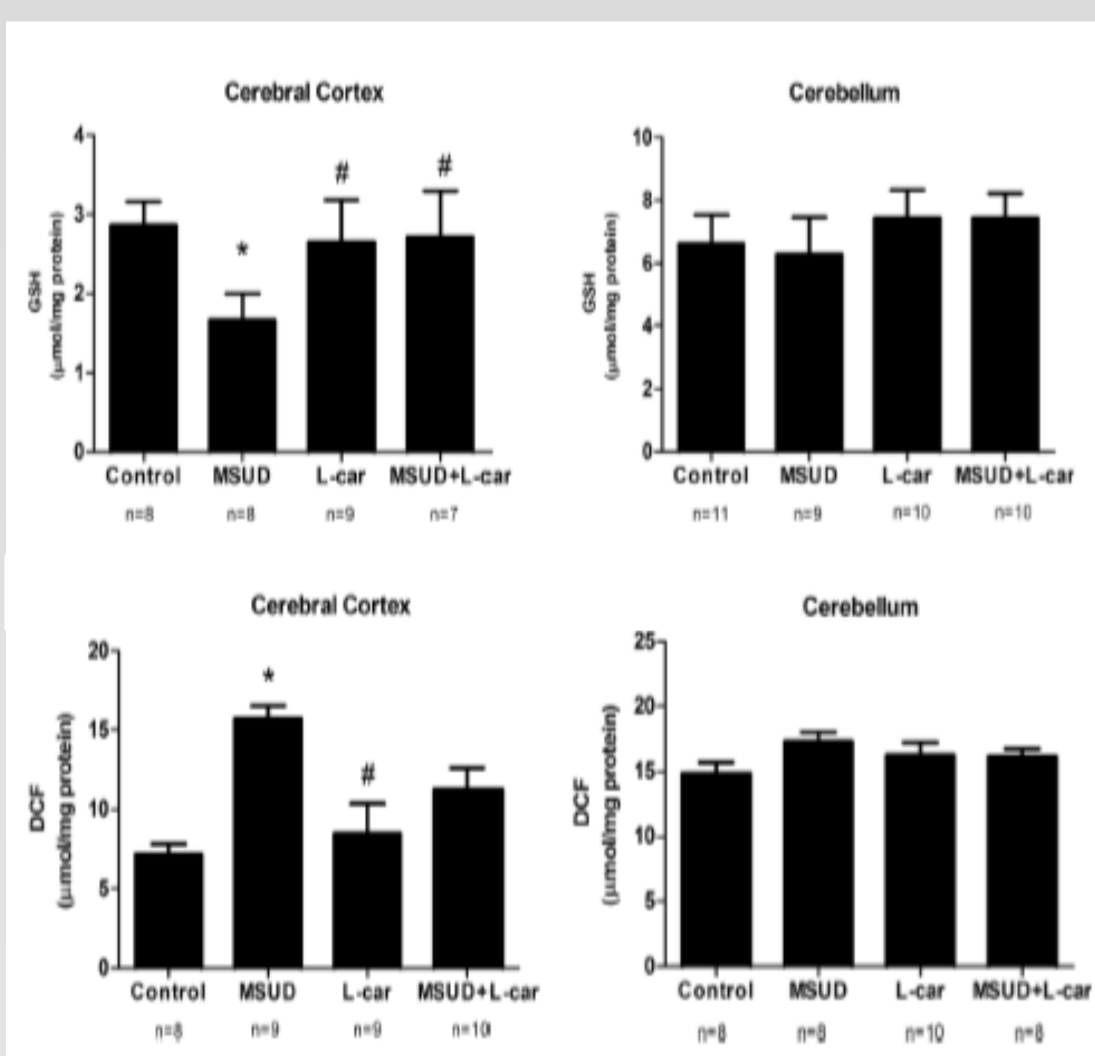 Cerebral Cortex
GSH
(µmol/mg protein)
4
3
2
1
0
*
#
#
Control MSUD L-car MSUD+L-car
n=8 n=8 n=9 n=7
Cerebellum
GSH
(µmol/mg protein)
10
8
6
4
2
0
Control MSUD L-car MSUD+L-car
n=11 n=9 n=10 n=10
Cerebral Cortex
DCF
(µmol/mg protein)
20
15
10
5
0
*
#
Control MSUD L-car MSUD+L-car
n=8 n=9 n=9 n=10
Cerebellum
DCF
(µmol/mg protein)
25
20
15
10
5
0
Control MSUD L-car MSUD+L-car
n=8 n=8 n=10 n=8